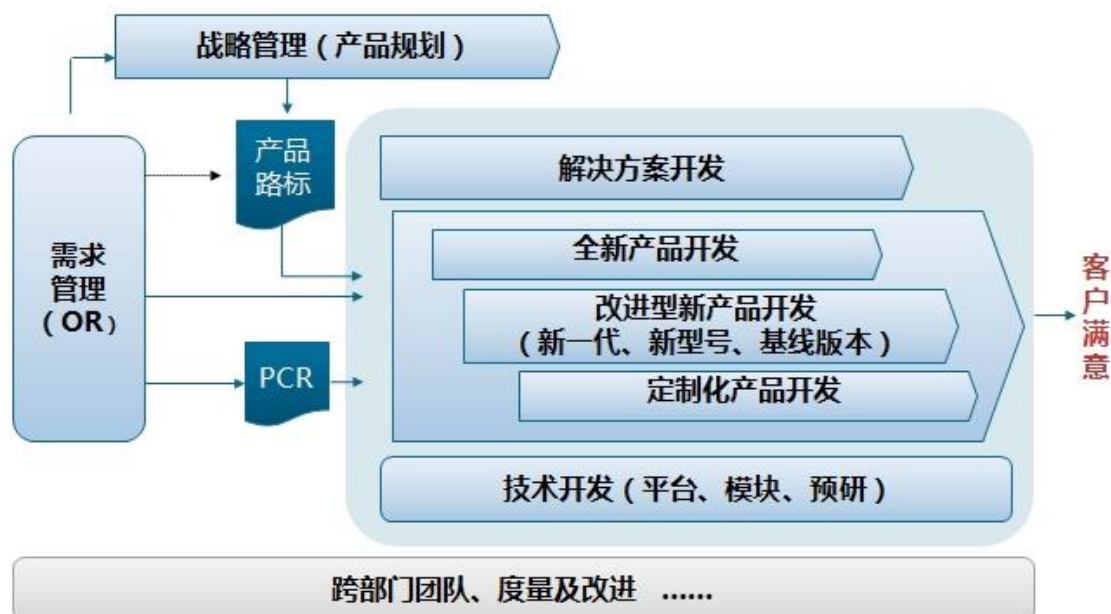 战略管理（产品规划）
产品
路标
解决方案开发
需求
管理
（OR）
全新产品开发
改进型新产品开发
（新一代、新型号、基线版本）
PCR
定制化产品开发
客户满意
技术开发（平台、模块、预研）
跨部门团队、度量及改进 ……